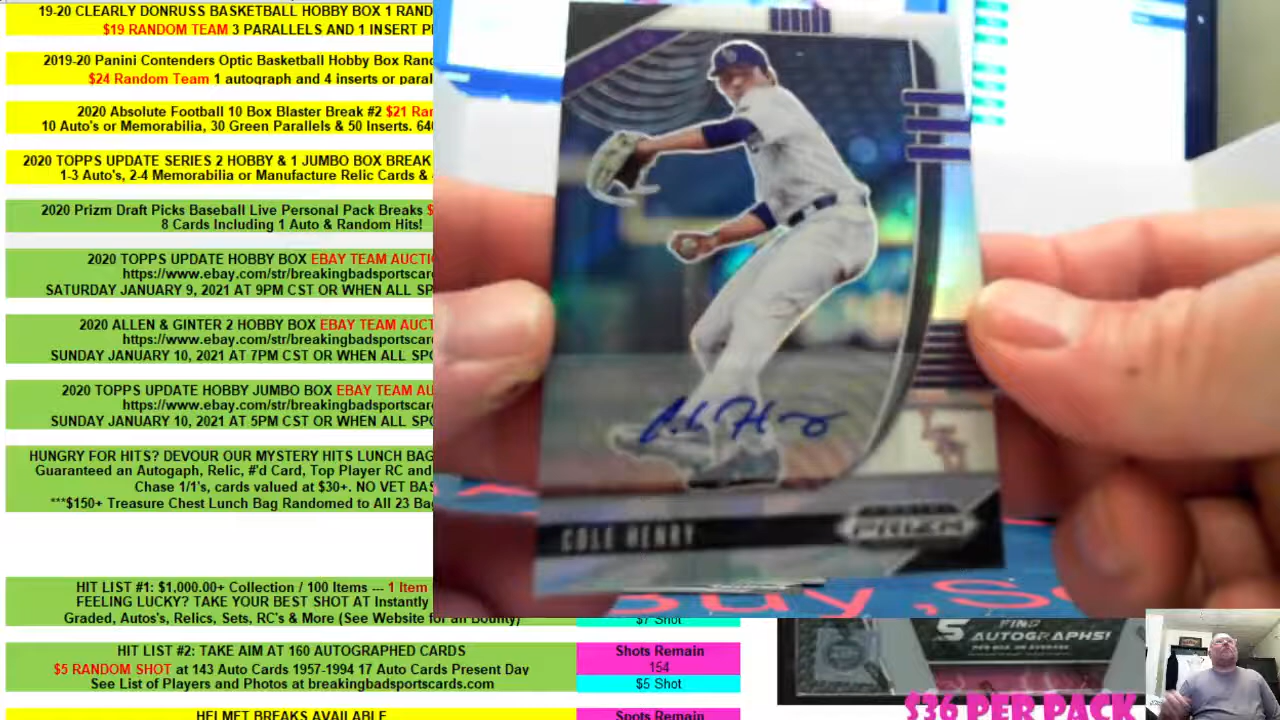 19-20 CLEARLY DONRUSS BASKETBALL HOBBY BOX 1 RAND
$19 RANDOM TEAM 3 PARALLELS AND 1 INSERT P
2019-20 Panini Contenders Optic Basketball Hobby Box Ran
$24 Random Team 1 autograph and 4 inserts or paral
2020 Absolute Football 10 Box Blaster Break #2 $21 Ra
10 Auto's or Memorabilia, 30 Green Parallels & 50 Inserts. 64
2020 TOPPS UPDATE SERIES 2 HOBBY & 1 JUMBO BOX BREAK
1-3 Auto's, 2-4 Memorabilia or Manufacture Relic Cards &
2020 Prizm Draft Picks Baseball Live Personal Pack Breaks $
8 Cards Including 1 Auto & Random Hits!
2020 TOPPS UPDATE HOBBY BOX EBAY TEAM AUCTI
https://www.ebay.com/str/breakingbadsportscar
SATURDAY JANUARY 9, 2021 AT 9PM CST OR WHEN ALL SP
2020 ALLEN & GINTER 2 HOBBY BOX EBAY TEAM AUCT
https://www.ebay.com/str/breakingbadsportscar
SUNDAY JANUARY 10, 2021 AT 7PM CST OR WHEN ALL SPO
2020 TOPPS UPDATE HOBBY JUMBO BOX EBAY TEAM AU
https://www.ebay.com/str/breakingbadsportscar
SUNDAY JANUARY 10, 2021 AT 5PM CST OR WHEN ALL SPO
HUNGRY FOR HITS? DEVOUR OUR MYSTERY HITS LUNCH BAG
Guaranteed an Autogaph, Relic, #'d Card, Top Player RC and
Chase 1/1's, cards valued at $30+. NO VET BAS
***$150+ Treasure Chest Lunch Bag Randomed to All 23 Ba
COLE HENRY
PRIZM
HIT LIST #1: $1,000.00+ Collection / 100 Items --- 1 Item
FEELING LUCKY? TAKE YOUR BEST SHOT AT Instantly
Graded, Autos's, Relics, Sets, RC's & More (See Website for all Bounty)
$7 Shot
HIT LIST #2: TAKE AIM AT 160 AUTOGRAPHED CARDS
$5 RANDOM SHOT at 143 Auto Cards 1957-1994 17 Auto Cards Present Day
See List of Players and Photos at breakingbadsportscards.com
Shots Remain
154
$5 Shot
HELMET BREAKS AVAILABLE
Spots Remain
5 FIND
AUTOGRAPHS!
$36 PER PACK